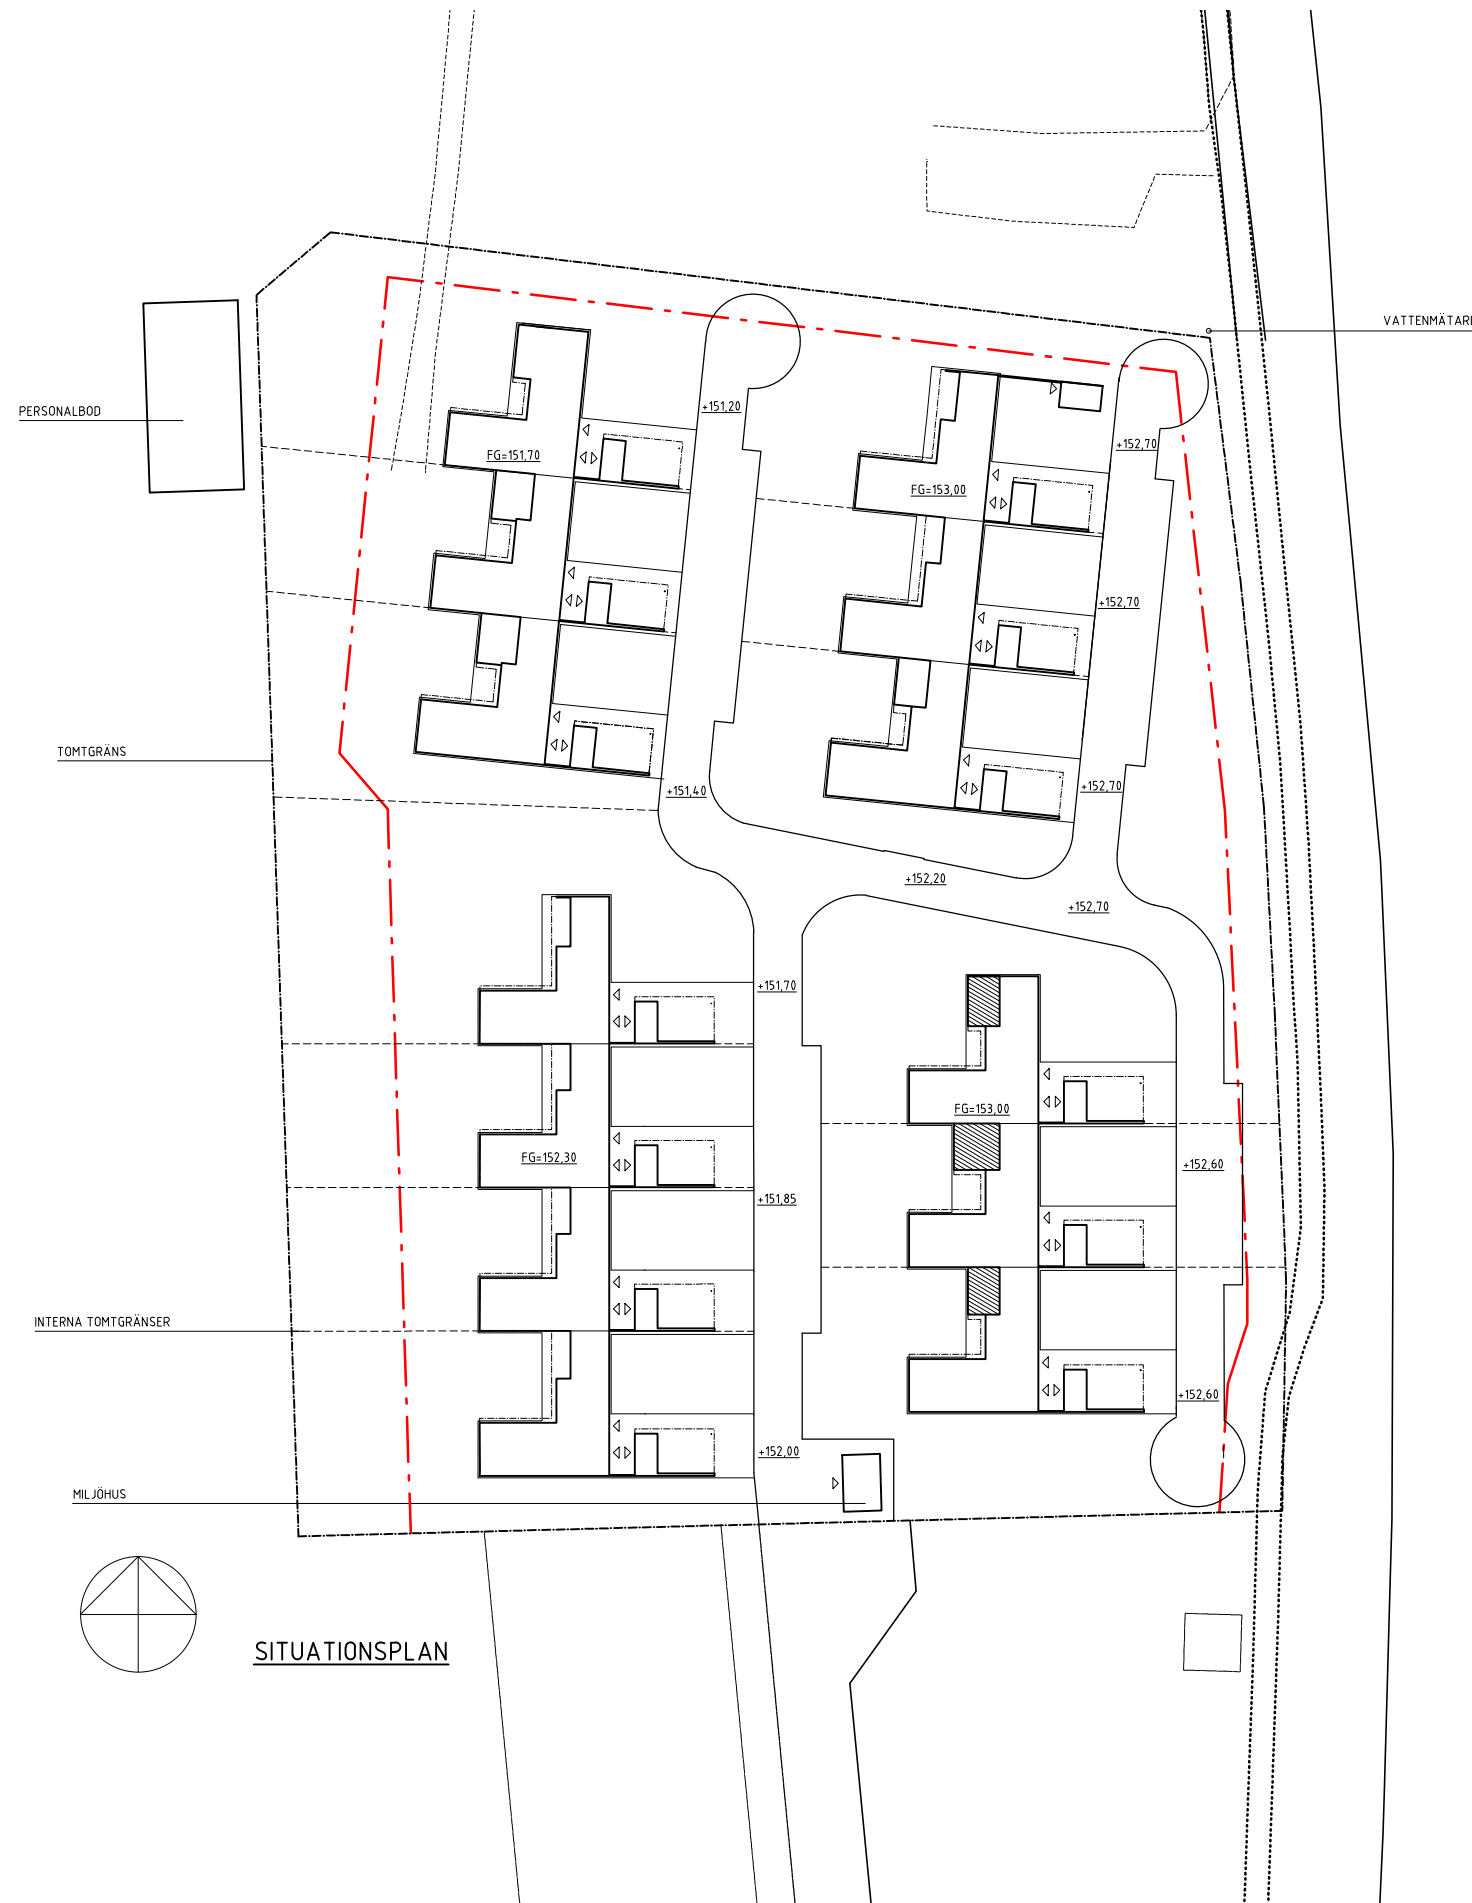 VATTENMÄTARE
PERSONALBOD
+151,20
+152,70
FG=151,70
FG=153,00
+152,70
TOMTGRÄNS
+151,40
+152,70
+152,20
+152,70
+151,70
FG=153,00
FG=152,30
+152,60
+151,85
INTERNA TOMTGRÄNSER
+152,60
+152,00
MILJÖHUS
SITUATIONSPLAN